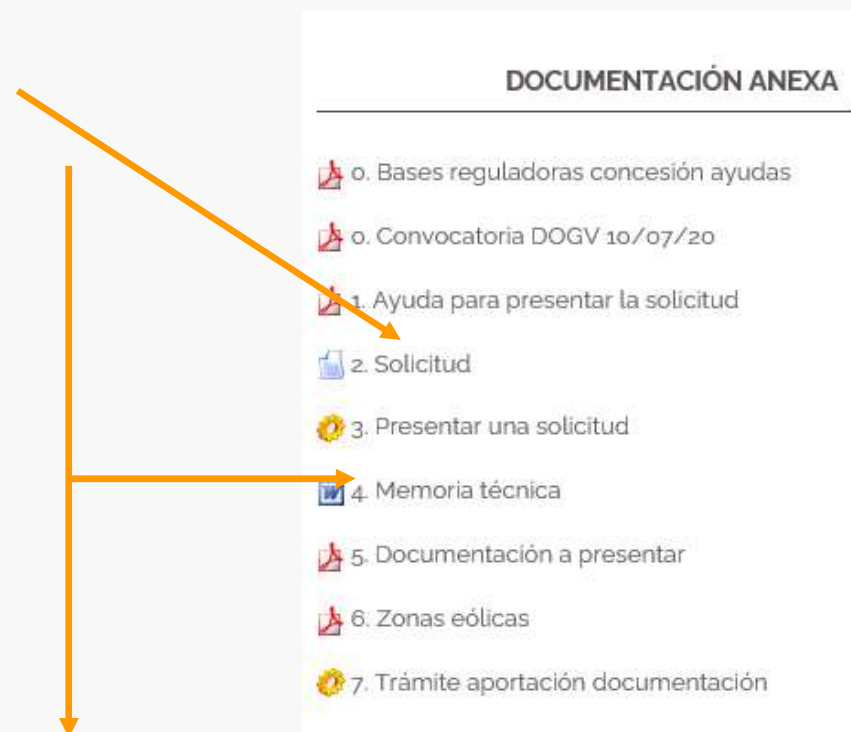 DOCUMENTACIÓN ANEXA
0. Bases reguladoras concesión ayudas
0. Convocatoria DOGV 10/07/20
1. Ayuda para presentar la solicitud
2. Solicitud
3. Presentar una solicitud
4. Memoria técnica
5. Documentación a presentar
6. Zonas eólicas
7. Trámite aportación documentación